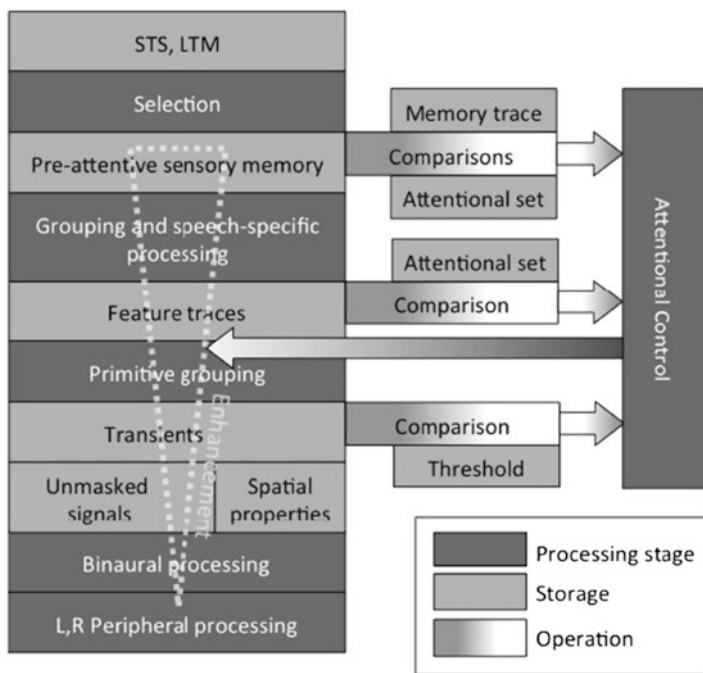 STS, LTM
Selection
Pre-attentive sensory memory
Grouping and speech-specific
processing
Feature traces
Primitive grouping
Transients
Unmasked
signals
Spatial
properties
Binaural processing
L,R Peripheral processing
Enhancement
Memory trace
Comparisons
Attentional set
Attentional set
Comparison
Comparison
Threshold
Attentional Control
Processing stage
Storage
Operation